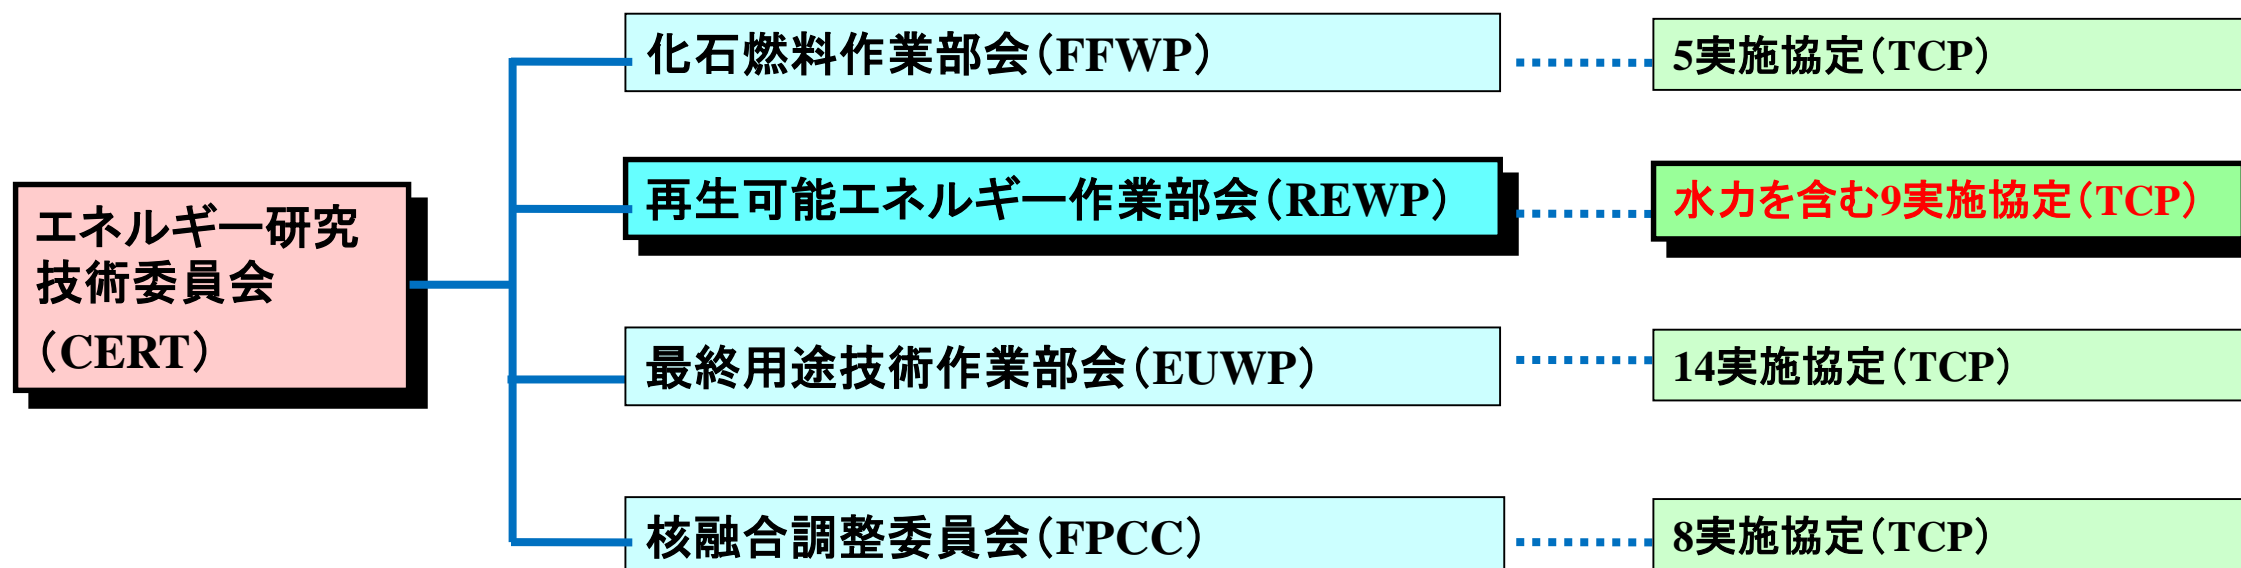 化石燃料作業部会（FFWP）
5実施協定（TCP）
再生可能エネルギー作業部会（REWP）
水力を含む9実施協定（TCP）
エネルギー研究
技術委員会
（CERT）
最終用途技術作業部会（EUWP）
14実施協定（TCP）
核融合調整委員会（FPCC）
8実施協定（TCP）